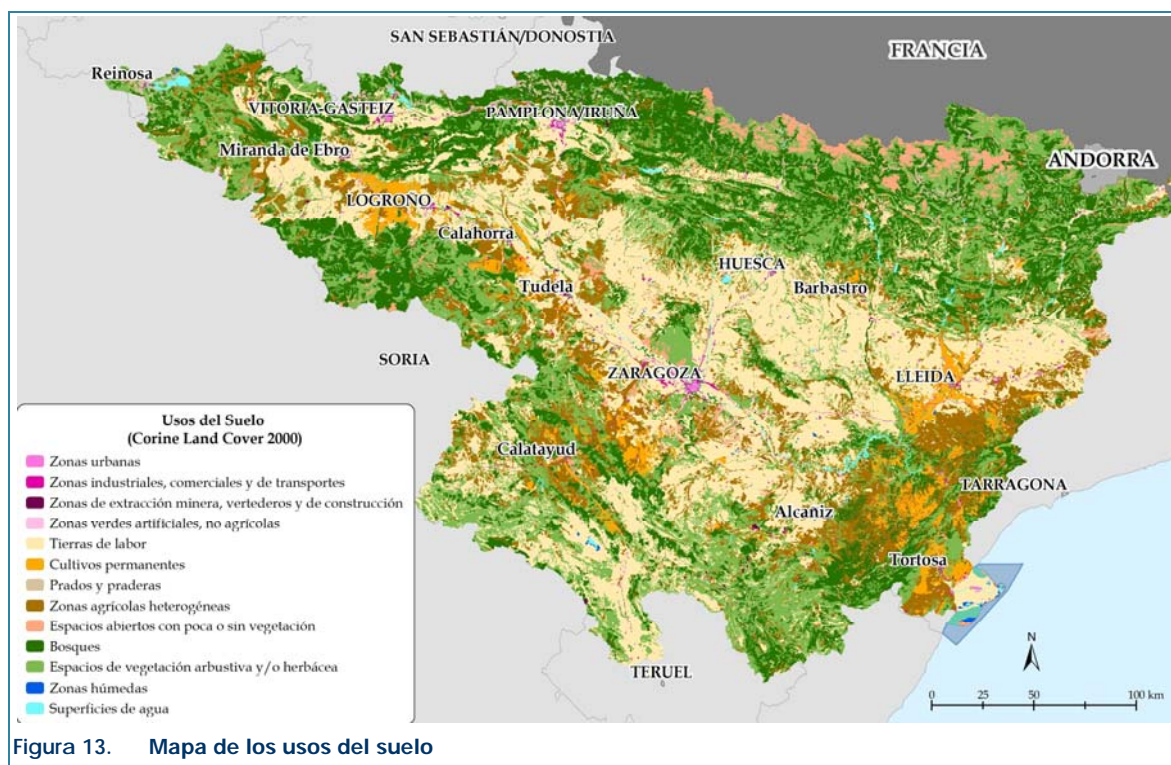 SAN SEBASTIÁN/DONOSTIA
FRANCIA
Reinosa
VITORIA-GASTEIZ
PAMPLONA/IRUÑA
Miranda de Ebro
ANDORRA
LOGROÑO
Calahorra
HUESCA
Tudela
Barbastro
SORIA
ZARAGOZA
LLEIDA
Calatayud
TARRAGONA
Alcañiz
Tortosa
TERUEL
Usos del Suelo
(Corine Land Cover 2000)
Zonas urbanas
Zonas industriales, comerciales y de transportes
Zonas de extracción minera, vertederos y de construcción
Zonas verdes artificiales, no agrícolas
Tierras de labor
Cultivos permanentes
Prados y praderas
Zonas agrícolas heterogéneas
Espacios abiertos con poca o sin vegetación
Bosques
Espacios de vegetación arbustiva y/o herbácea
Zonas húmedas
Superficies de agua
N
0 25 50 100 km
Figura 13. Mapa de los usos del suelo